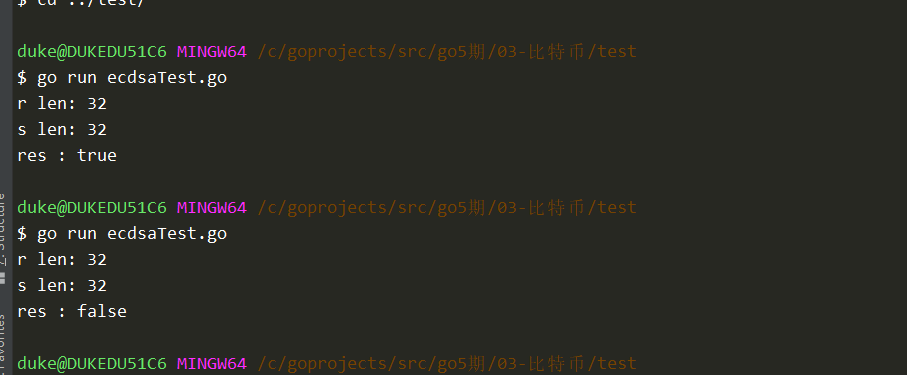 $ cd ../test/
duke@DUKEDU51C6 MINGW64 /c/goprojects/src/go5期/03-比特币/test
$ go run ecdsaTest.go
r len: 32
s len: 32
res : true
duke@DUKEDU51C6 MINGW64 /c/goprojects/src/go5期/03-比特币/test
$ go run ecdsaTest.go
r len: 32
s len: 32
res : false
duke@DUKEDU51C6 MINGW64 /c/goprojects/src/go5期/03-比特币/test
Z: Structure
Favorites